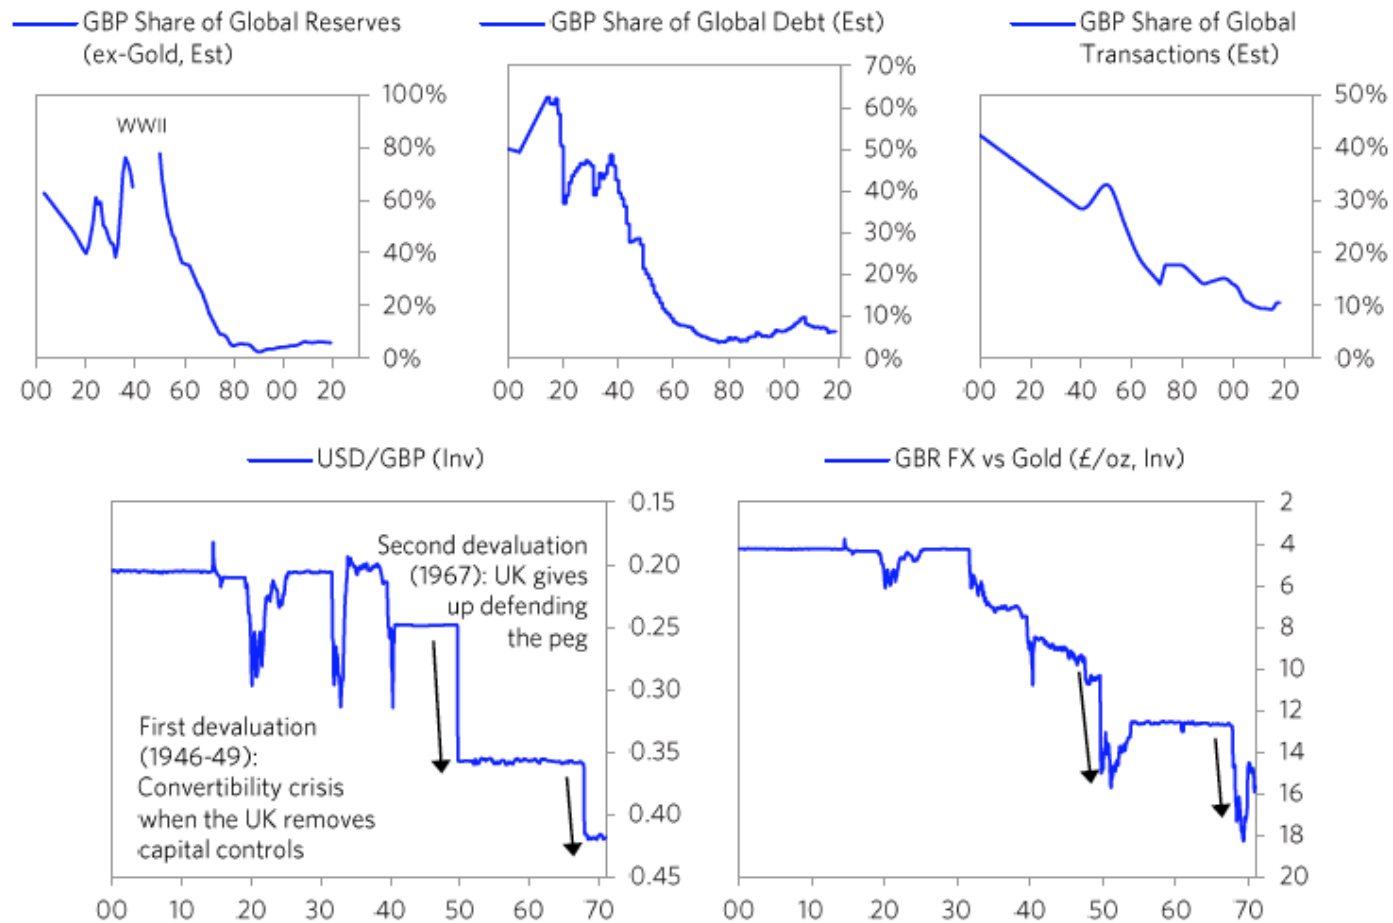 GBP Share of Global Reserves
(ex-Gold, Est)
GBP Share of Global Debt (Est)
GBP Share of Global
Transactions (Est)
100%
80%
60%
40%
20%
0%
WWII
00 20 40 60 80 00 20
70%
60%
50%
40%
30%
20%
10%
0%
00 20 40 60 80 00 20
50%
40%
30%
20%
10%
0%
00 20 40 60 80 00 20
USD/GBP (Inv)
0.15
0.20
0.25
0.30
0.35
0.40
0.45
Second devaluation
(1967): UK gives
up defending
the peg
First devaluation
(1946-49):
Convertibility crisis
when the UK removes
capital controls
00 10 20 30 40 50 60 70
GBR FX vs Gold (£/oz, Inv)
2
4
6
8
10
12
14
16
18
20
00 10 20 30 40 50 60 70